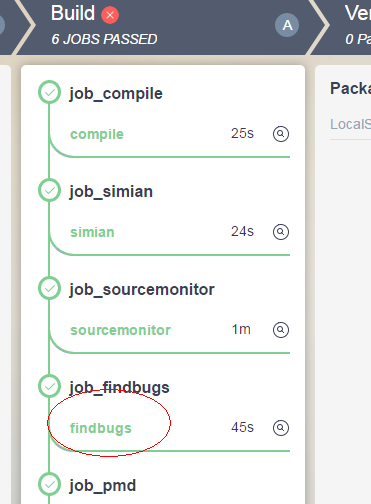 Build
6 JOBS PASSED
A
Ver
0 Pa
job_compile
compile 25s
job_simian
simian 24s
job_sourcemonitor
sourcemonitor 1m
job_findbugs
findbugs 45s
job_pmd
Packa
LocalS